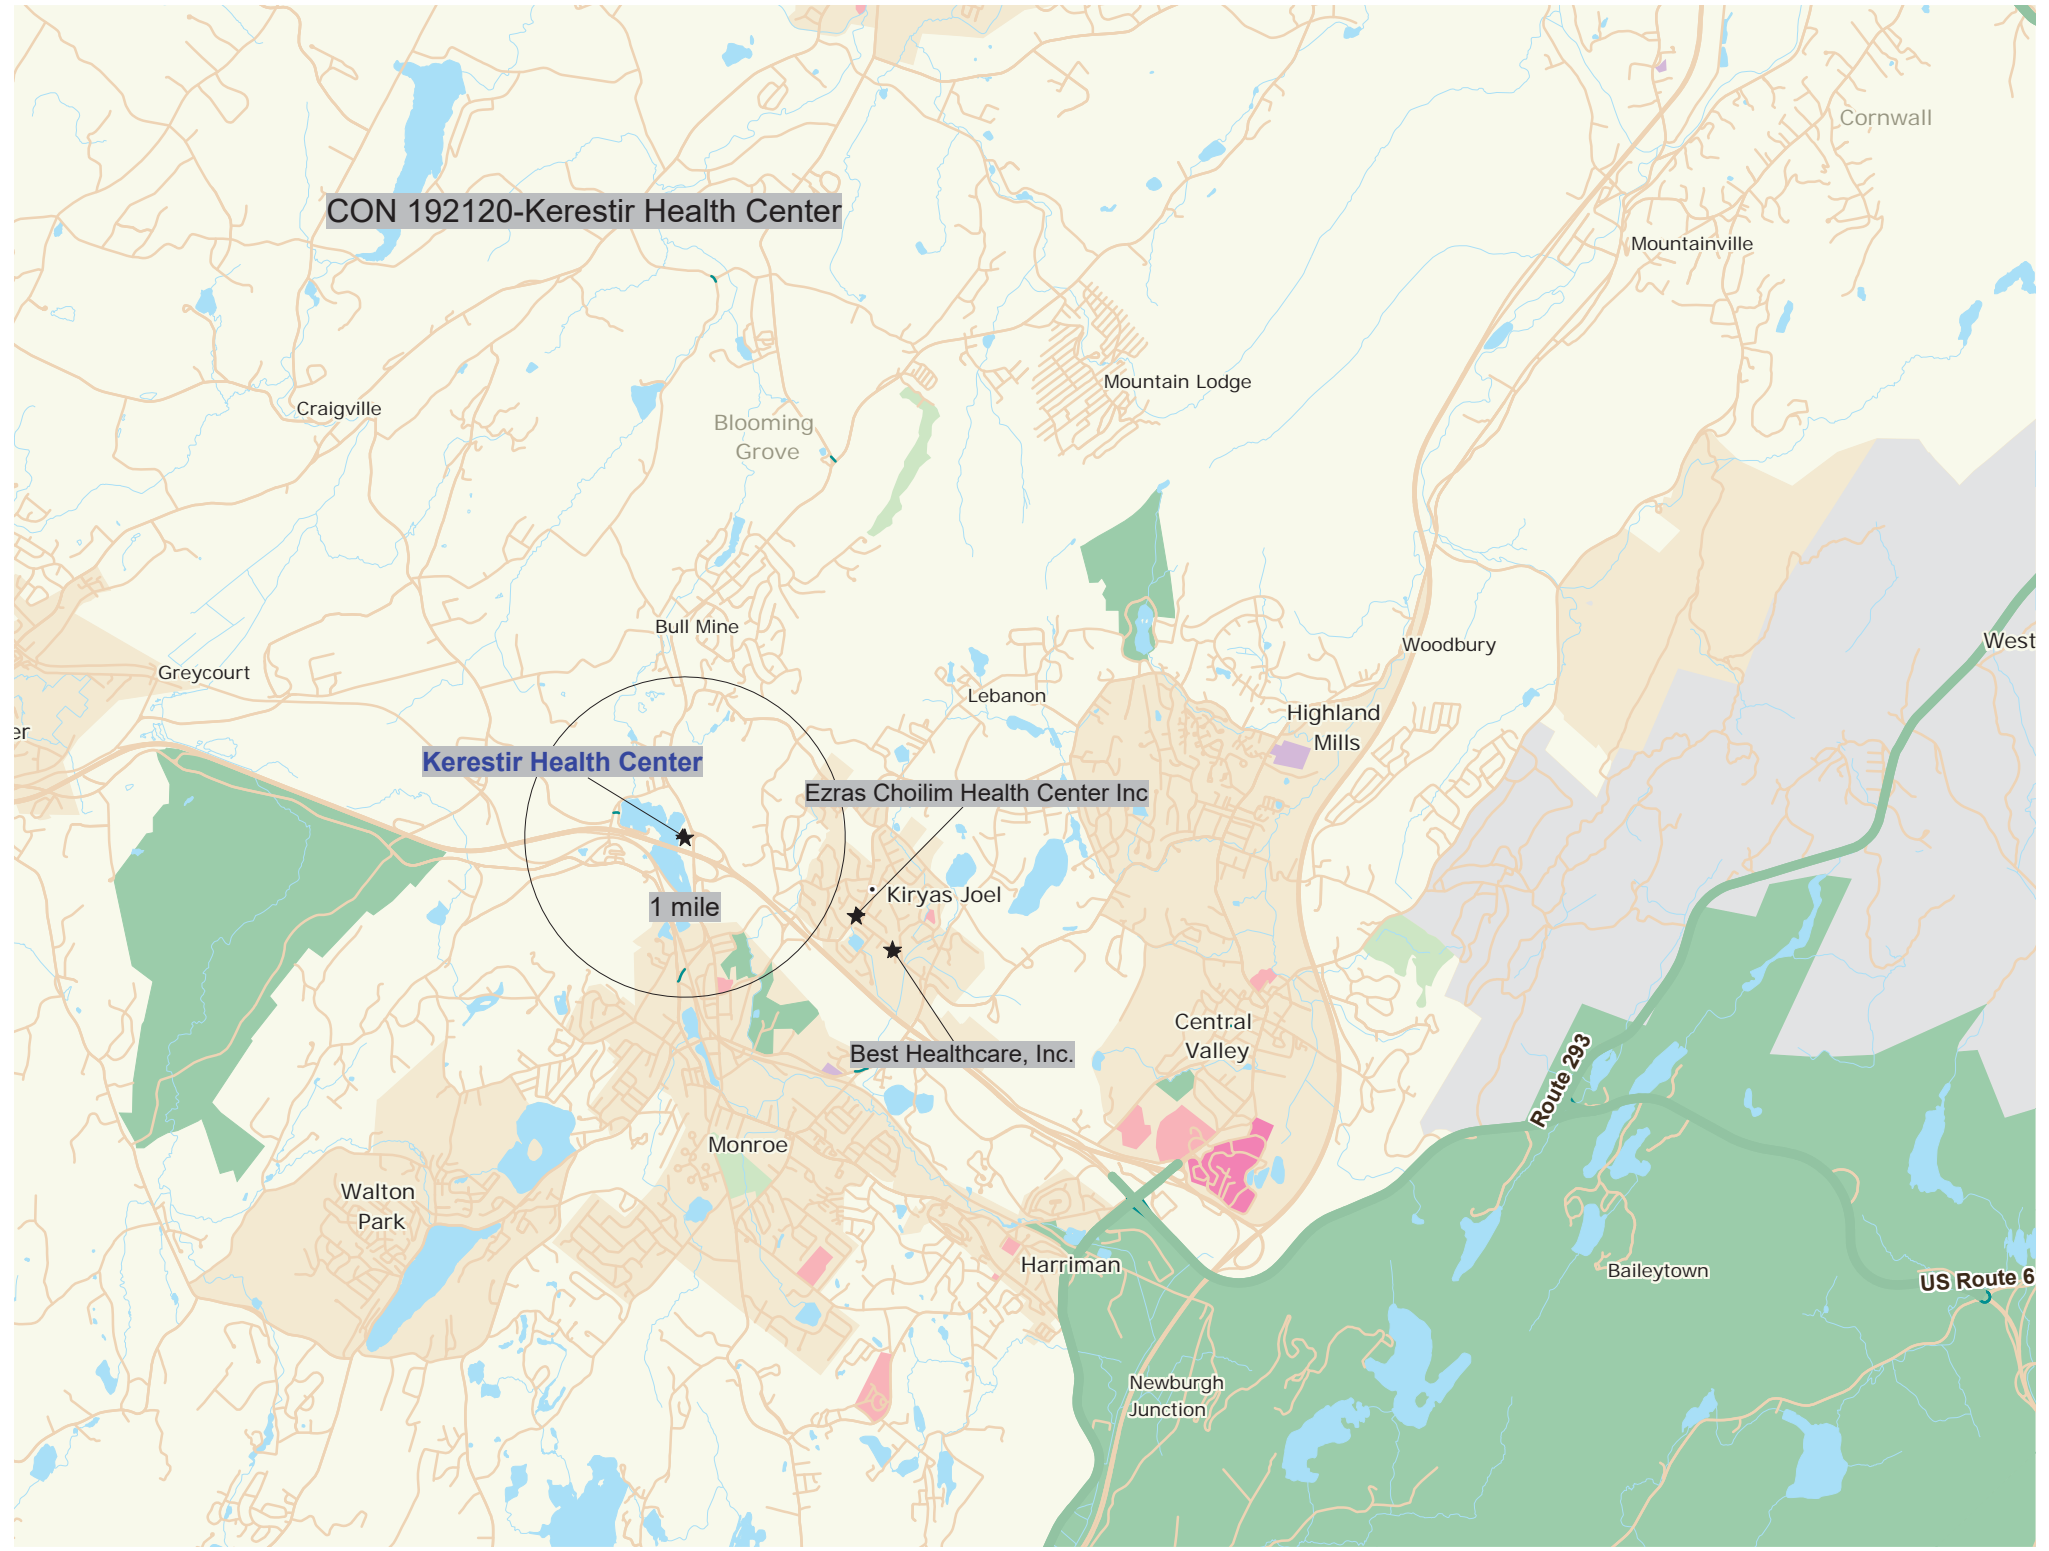 Cornwall
CON 192120-Kerestir Health Center
Mountainville
Mountain Lodge
Craigville
Blooming
Grove
Bull Mine
West
Woodbury
Greycourt
Lebanon
Highland
Mills
er
Kerestir Health Center
Ezras Choilim Health Center Inc
Kiryas Joel
1 mile
Central
Valley
Best Healthcare, Inc.
Route 293
Monroe
Walton
Park
Harriman
Baileytown
US Route 6
Newburgh
Junction